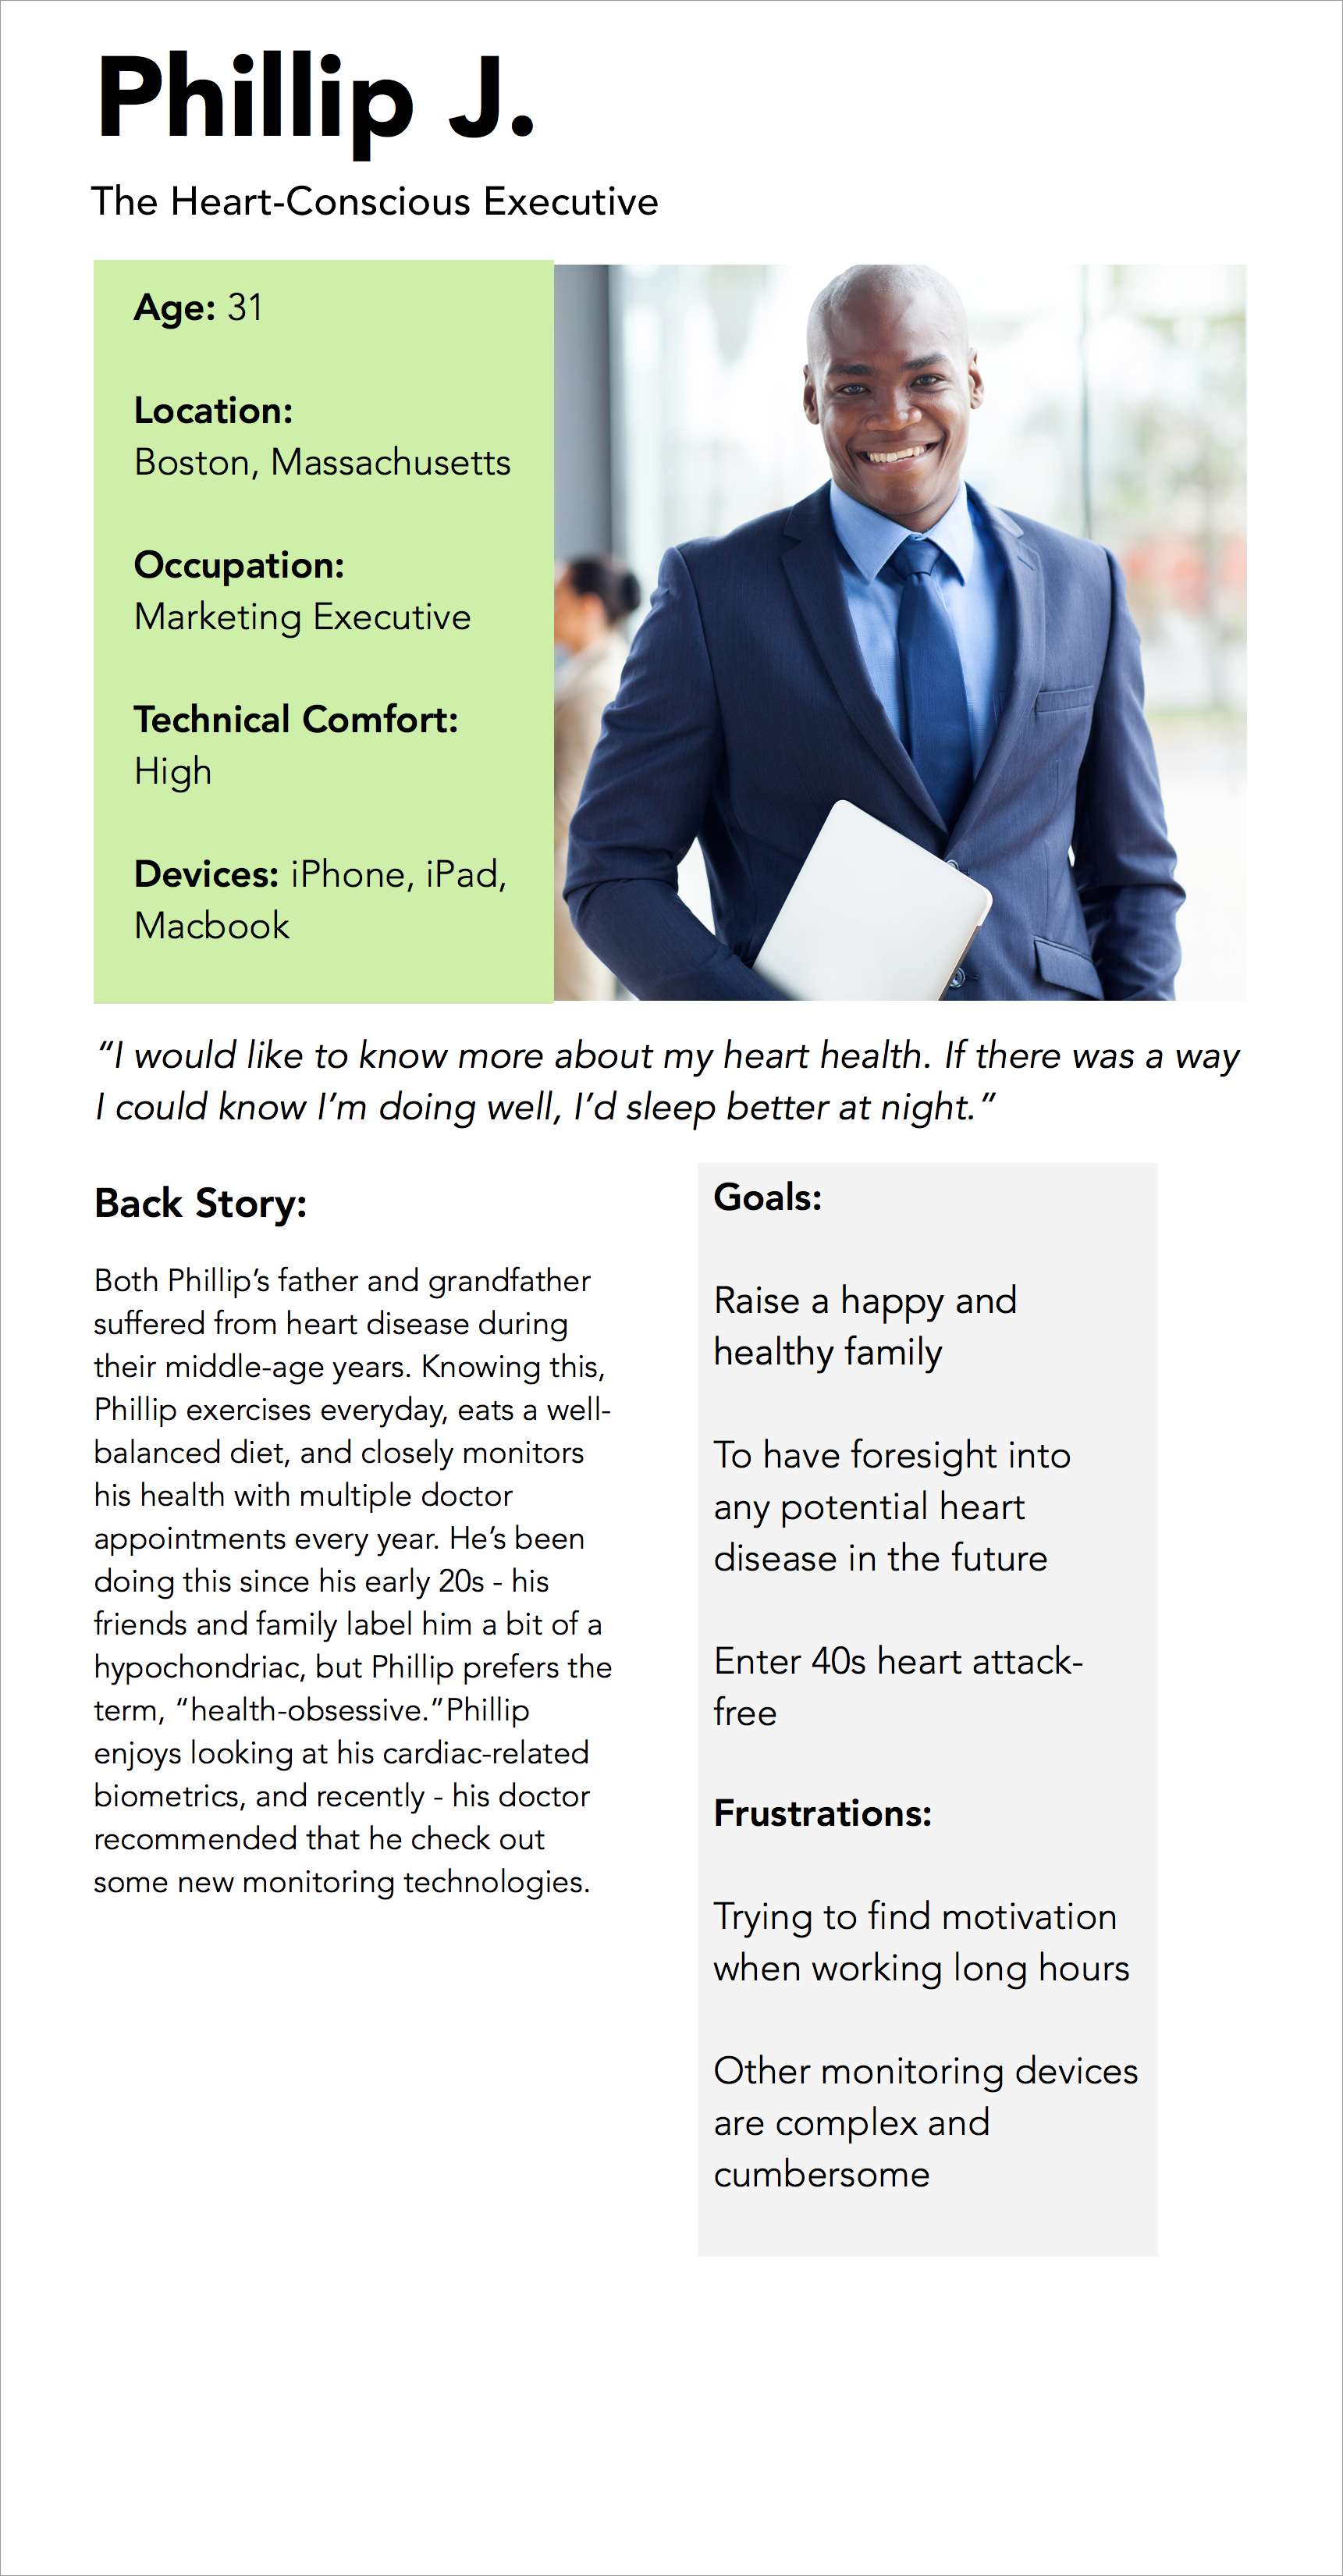 Phillip J.
The Heart-Conscious Executive
Age: 31
Location:
Boston, Massachusetts
Occupation:
Marketing Executive
Technical Comfort:
High
Devices: iPhone, iPad,
Macbook
“I would like to know more about my heart health. If there was a way
I could know I’m doing well, I’d sleep better at night.”
Back Story:
Both Phillip’s father and grandfather
suffered from heart disease during
their middle-age years. Knowing this,
Phillip exercises everyday, eats a well-
balanced diet, and closely monitors
his health with multiple doctor
appointments every year. He’s been
doing this since his early 20s - his
friends and family label him a bit of a
hypochondriac, but Phillip prefers the
term, “health-obsessive.”Phillip
enjoys looking at his cardiac-related
biometrics, and recently - his doctor
recommended that he check out
some new monitoring technologies.
Goals:
Raise a happy and
healthy family
To have foresight into
any potential heart
disease in the future
Enter 40s heart attack-
free
Frustrations:
Trying to find motivation
when working long hours
Other monitoring devices
are complex and
cumbersome